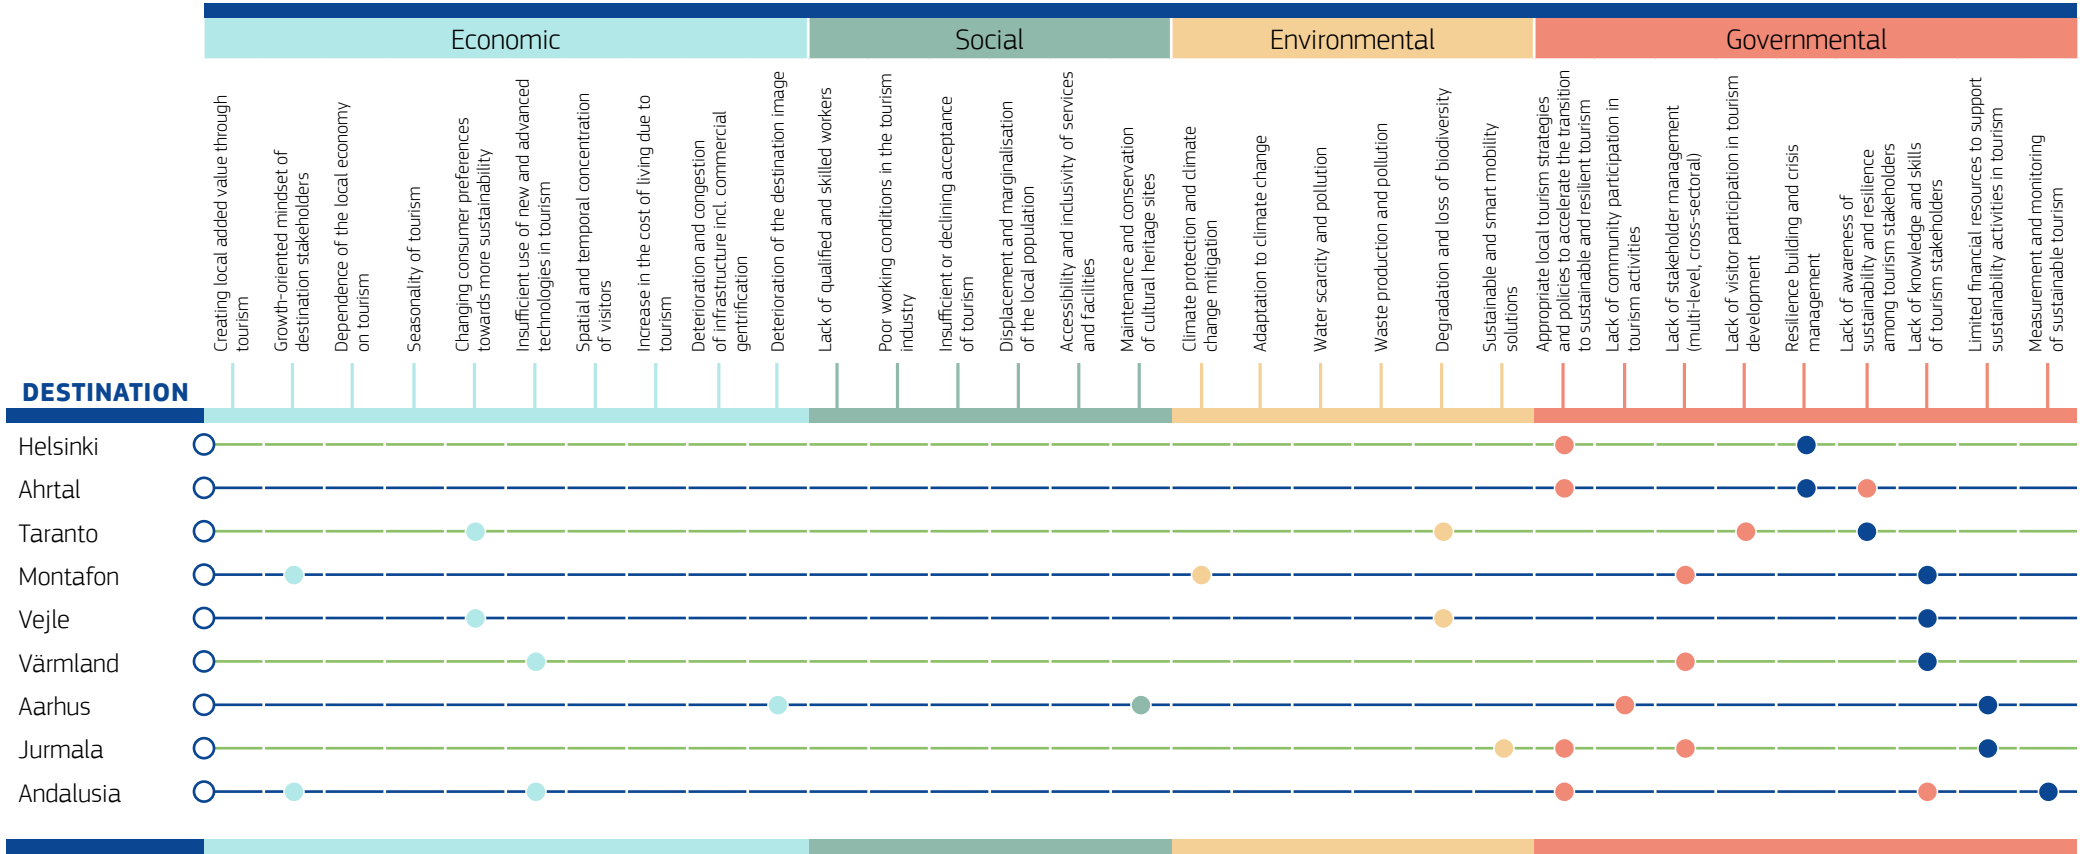 Economic
Social
Environmental
Governmental
Creating local added value through
tourism
Growth-oriented mindset of
destination stakeholders
Dependence of the local economy
on tourism
Seasonality of tourism
Changing consumer preferences
towards more sustainability
Insufficient use of new and advanced
technologies in tourism
Spatial and temporal concentration
of visitors
Increase in the cost of living due to
tourism
Deterioration and congestion
of infrastructure incl. commercial
gentrification
Deterioration of the destination image
Lack of qualified and skilled workers
Poor working conditions in the tourism
industry
Insufficient or declining acceptance
of tourism
Displacement and marginalisation
of the local population
Accessibility and inclusivity of services
and facilities
Maintenance and conservation
of cultural heritage sites
Climate protection and climate
change mitigation
Adaptation to climate change
Water scarcity and pollution
Waste production and pollution
Degradation and loss of biodiversity
Sustainable and smart mobility
solutions
Appropriate local tourism strategies
and policies to accelerate the transition
to sustainable and resilient tourism
Lack of community participation in
tourism activities
Lack of stakeholder management
(multi-level, cross-sectoral)
Lack of visitor participation in tourism
development
Resilience building and crisis
management
Lack of awareness of
sustainability and resilience
among tourism stakeholders
Lack of knowledge and skills
of tourism stakeholders
Limited financial resources to support
sustainability activities in tourism
Measurement and monitoring
of sustainable tourism
DESTINATION
Helsinki
Ahrtal
Taranto
Montafon
Vejle
Värmland
Aarhus
Jurmala
Andalusia